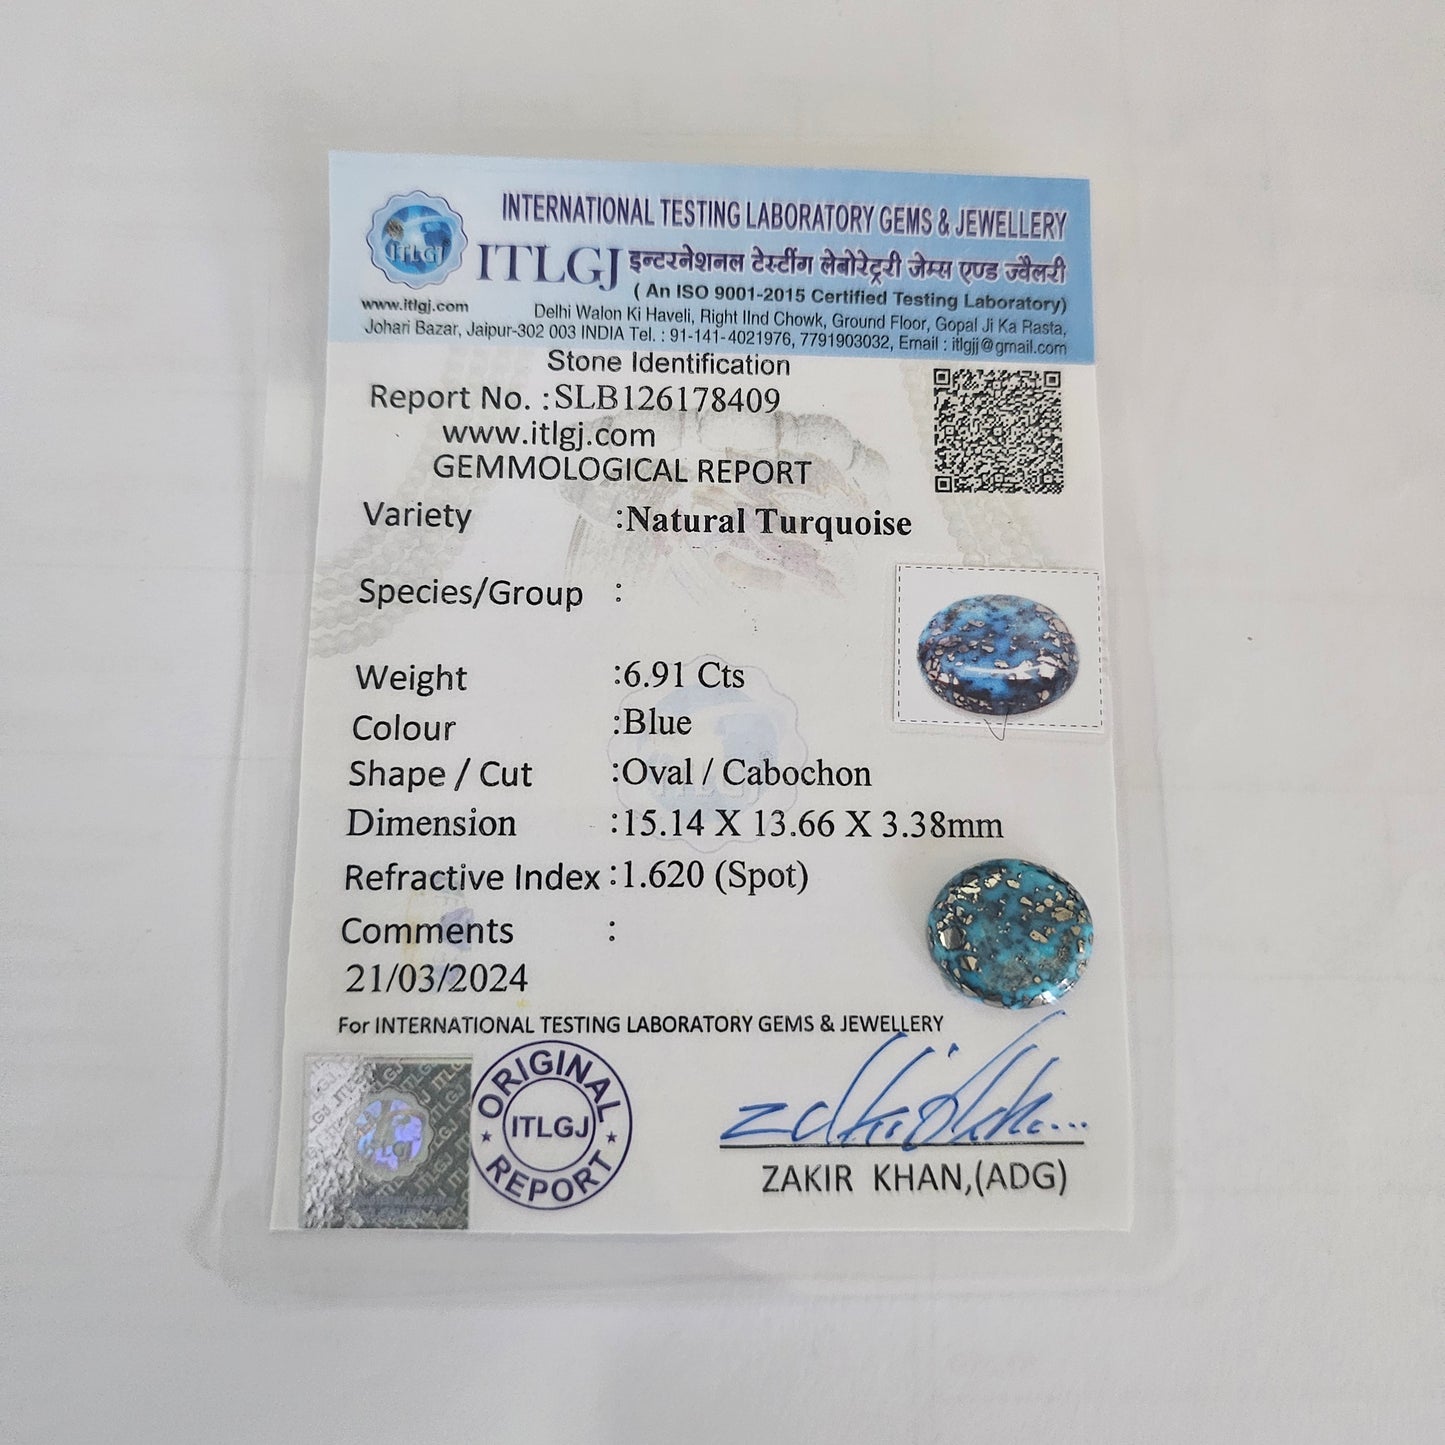 INTERNATIONAL TESTING LABORATORY GEMS & JEWELLERY
ITLGJ
ITLGJ इन्टरनेशनल टेस्टींग लेबोरेट्ररी जेम्स एण्ड ज्वैलरी
( An ISO 9001-2015 Certified Testing Laboratory)
www.itlgj.com
Delhi Walon Ki Haveli, Right IInd Chowk, Ground Floor, Gopal Ji Ka Rasta,
Johari Bazar, Jaipur-302 003 INDIA Tel. : 91-141-4021976, 7791903032, Email : itlgjj@gmail.com
Stone Identification
Report No. :SLB126178409
www.itlgj.com
GEMMOLOGICAL REPORT
Variety :Natural Turquoise
Species/Group :
Weight :6.91 Cts
Colour :Blue
Shape / Cut :Oval / Cabochon
Dimension :15.14 X 13.66 X 3.38mm
Refractive Index :1.620 (Spot)
Comments :
21/03/2024
For INTERNATIONAL TESTING LABORATORY GEMS & JEWELLERY
ORIGINAL
ITLGJ
REPORT
ZAKIR KHAN,(ADG)